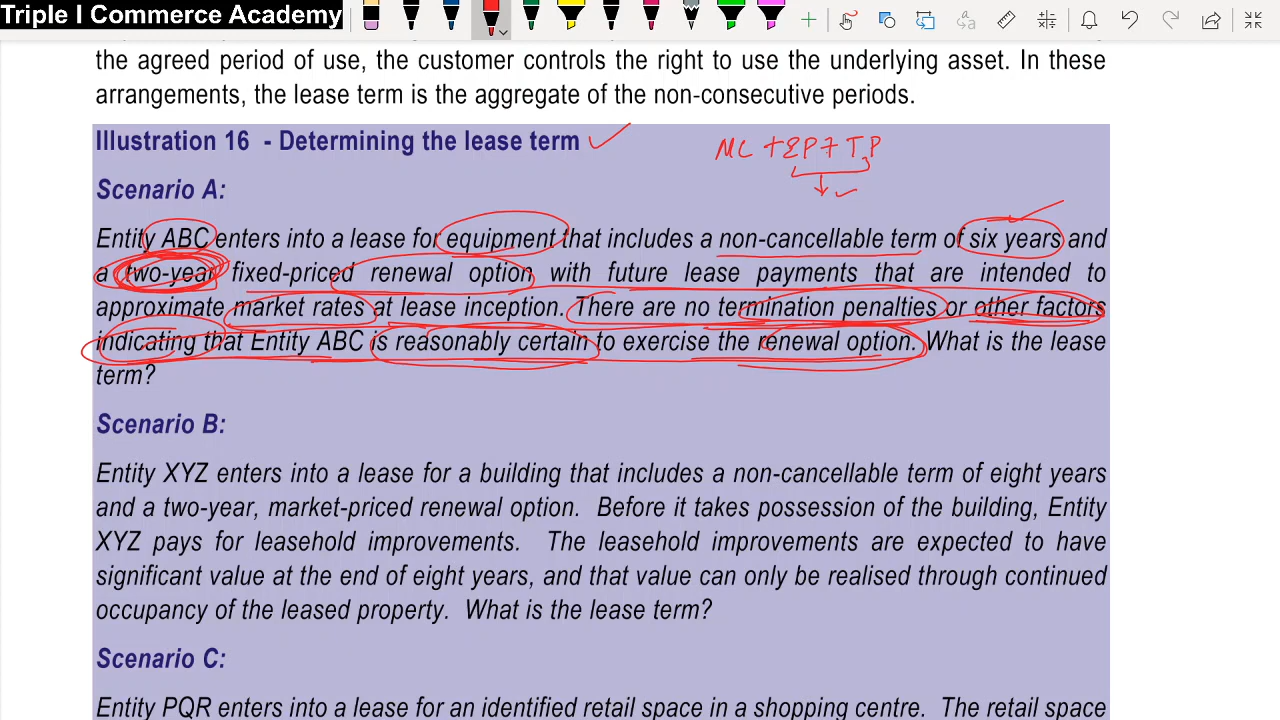 Triple I Commerce Academy
the agreed period of use, the customer controls the right to use the underlying asset. In these
arrangements, the lease term is the aggregate of the non-consecutive periods.
Illustration 16 - Determining the lease term
NC + EP + TP
Scenario A:
Entity ABC enters into a lease for equipment that includes a non-cancellable term of six years and
a two-year fixed-priced renewal option with future lease payments that are intended to
approximate market rates at lease inception. There are no termination penalties or other factors
indicating that Entity ABC is reasonably certain to exercise the renewal option. What is the lease
term?
Scenario B:
Entity XYZ enters into a lease for a building that includes a non-cancellable term of eight years
and a two-year, market-priced renewal option. Before it takes possession of the building, Entity
XYZ pays for leasehold improvements. The leasehold improvements are expected to have
significant value at the end of eight years, and that value can only be realised through continued
occupancy of the leased property. What is the lease term?
Scenario C:
Entity PQR enters into a lease for an identified retail space in a shopping centre. The retail space